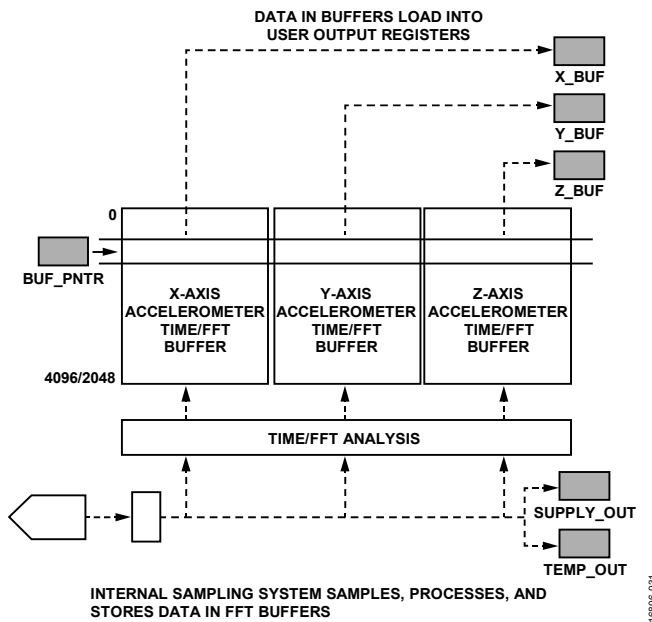 DATA IN BUFFERS LOAD INTO
USER OUTPUT REGISTERS
X_BUF
Y_BUF
Z_BUF
0
BUF_PNTR
X-AXIS
ACCELEROMETER
TIME/FFT
BUFFER
Y-AXIS
ACCELEROMETER
TIME/FFT
BUFFER
Z-AXIS
ACCELEROMETER
TIME/FFT
BUFFER
4096/2048
TIME/FFT ANALYSIS
SUPPLY_OUT
TEMP_OUT
INTERNAL SAMPLING SYSTEM SAMPLES, PROCESSES, AND
STORES DATA IN FFT BUFFERS